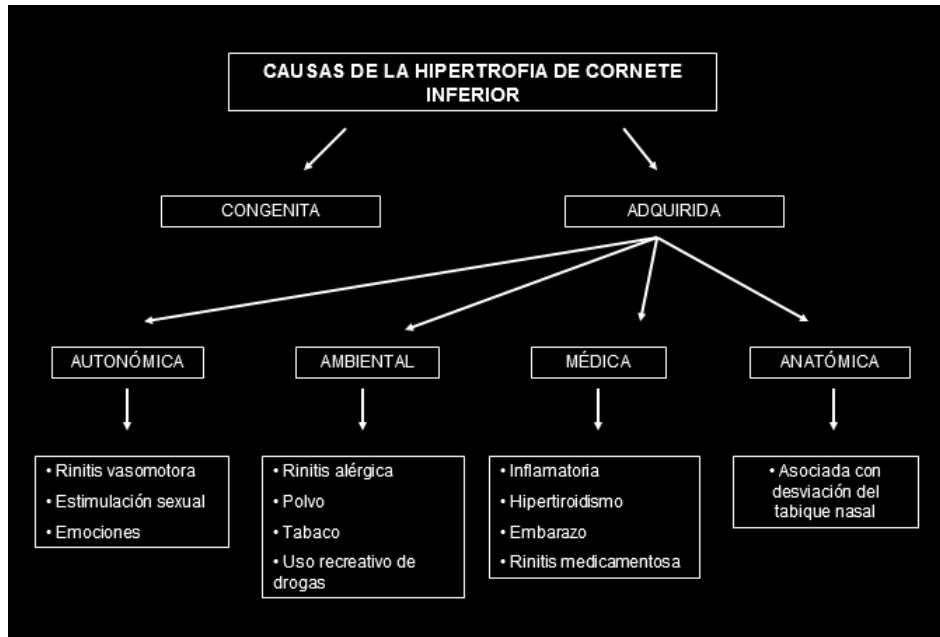 CAUSAS DE LA HIPERTROFIA DE CORNETE
INFERIOR
CONGENITA
ADQUIRIDA
AUTONÓMICA
AMBIENTAL
MÉDICA
ANATÓMICA
• Rinitis vasomotora
• Estimulación sexual
• Emociones
• Rinitis alérgica
• Polvo
• Tabaco
• Uso recreativo de
drogas
• Inflamatoria
• Hipertiroidismo
• Embarazo
• Rinitis medicamentosa
• Asociada con
desviación del
tabique nasal